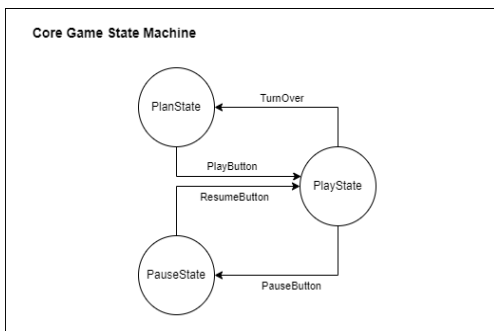 Core Game State Machine
TurnOver
PlanState
PlayButton
PlayState
ResumeButton
PauseState
PauseButton